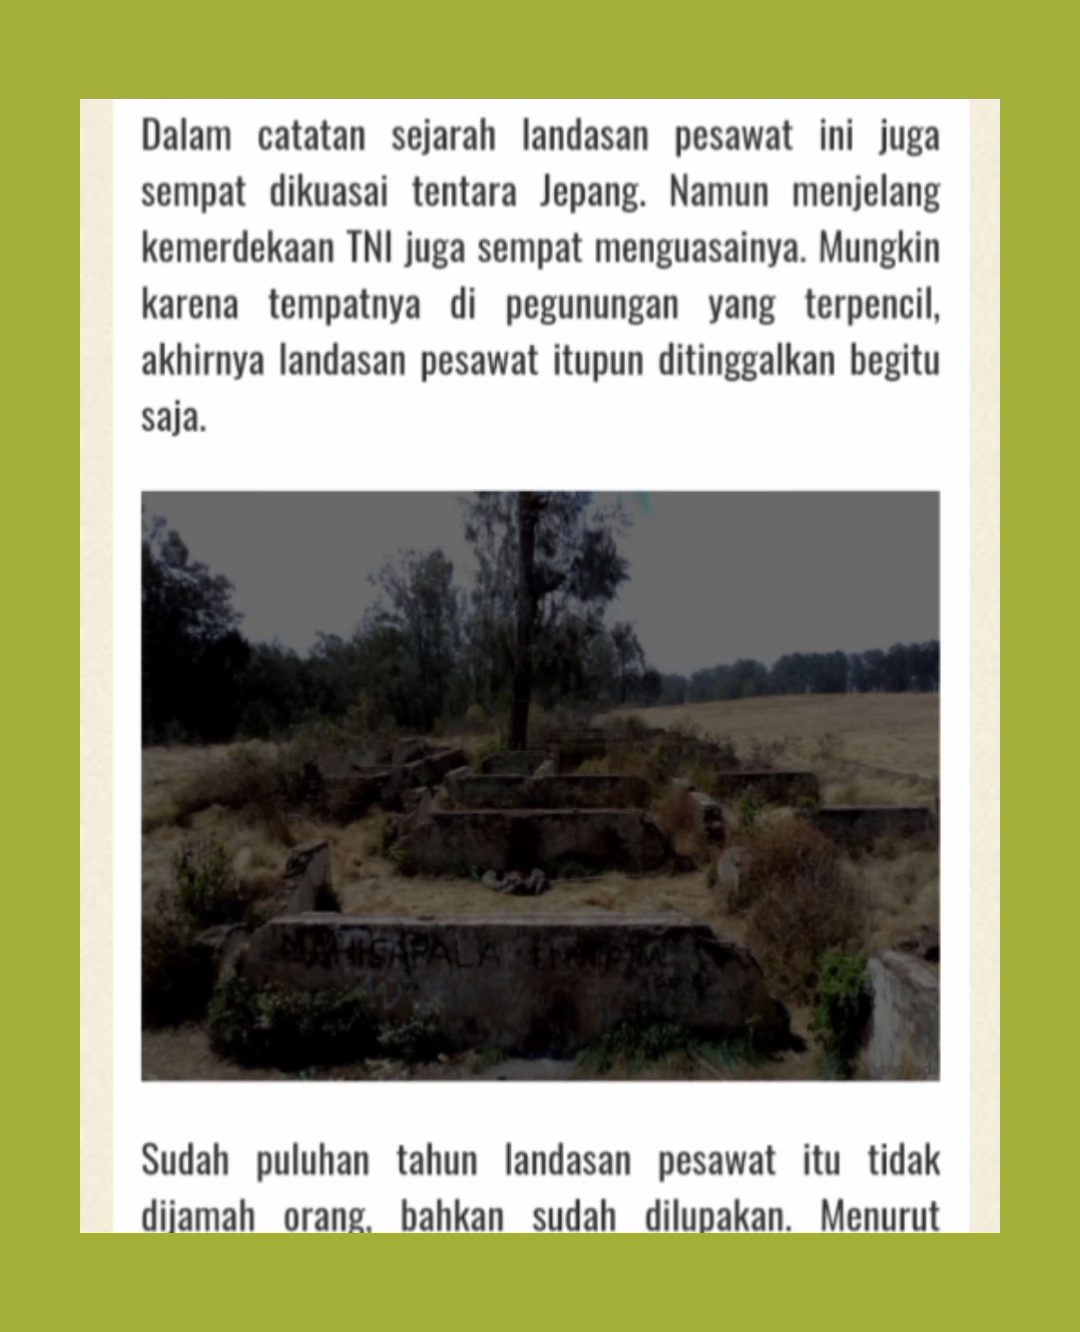 Dalam catatan sejarah landasan pesawat ini juga
sempat dikuasai tentara Jepang. Namun menjelang
kemerdekaan TNI juga sempat menguasainya. Mungkin
karena tempatnya di pegunungan yang terpencil,
akhirnya landasan pesawat itupun ditinggalkan begitu
saja.
MAHISAPALA
Sudah puluhan tahun landasan pesawat itu tidak
dijamah orang, bahkan sudah dilupakan. Menurut